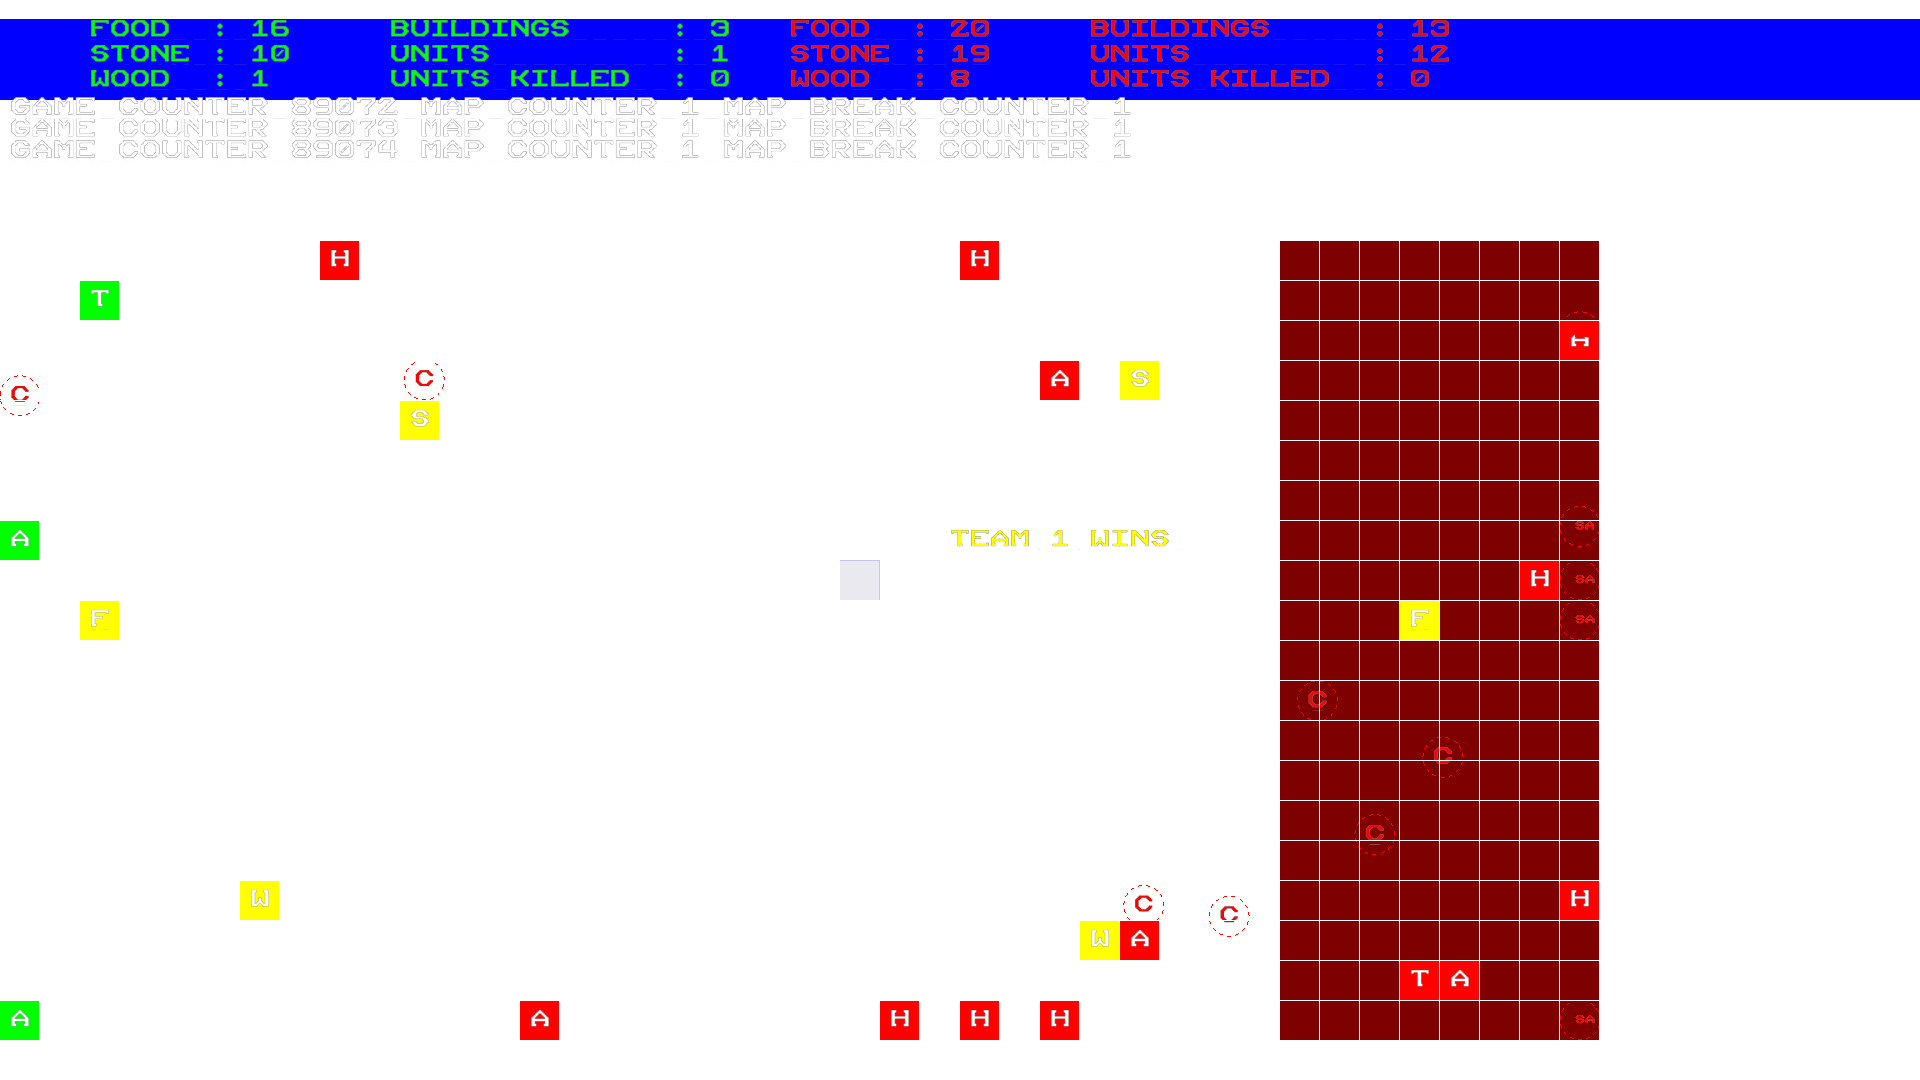 FOOD : 16 BUILDINGS : 3 FOOD : 20 BUILDINGS : 13
STONE : 10 UNITS : 1 STONE : 19 UNITS : 12
WOOD : 1 UNITS KILLED : 0 WOOD : 8 UNITS KILLED : 0
GAME COUNTER 89072 MAP COUNTER 1 MAP BREAK COUNTER 1
GAME COUNTER 89073 MAP COUNTER 1 MAP BREAK COUNTER 1
GAME COUNTER 89074 MAP COUNTER 1 MAP BREAK COUNTER 1
H H
T
H
C C A S
C
S
SA
A TEAM 1 WINS
H SA
F F SA
C
C
C
W H
C C
W A
T A
A A H H H SA